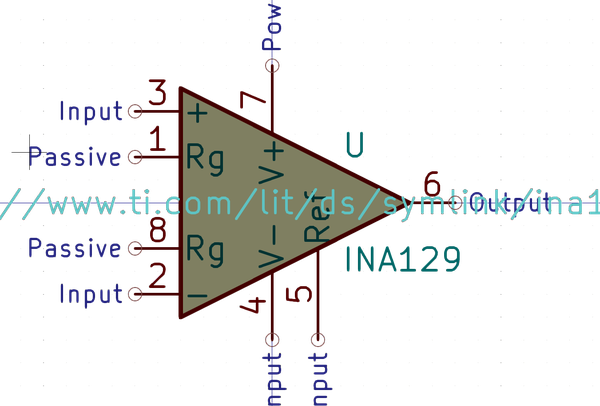 Pow
7
V+
Input 3 +
Passive 1 Rg
U
//www.ti.com/lit/ds/symlink/ina1
6 Output
Passive 8 Rg
Input 2 -
V-
Ref
INA129
4
5
nput
nput